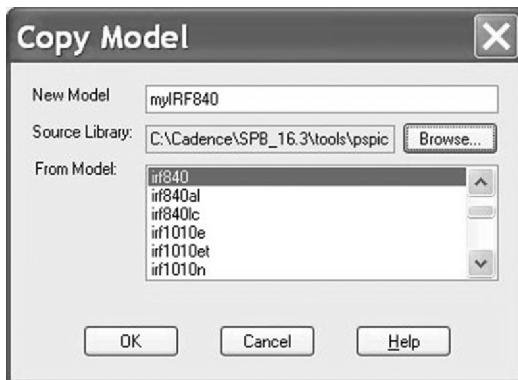 Copy Model
New Model myIRF840
Source Library: C:\Cadence\SPB_16.3\tools\pspic Browse...
From Model: irf840
irf840al
irf840lc
irf1010e
irf1010et
irf1010n
OK Cancel Help